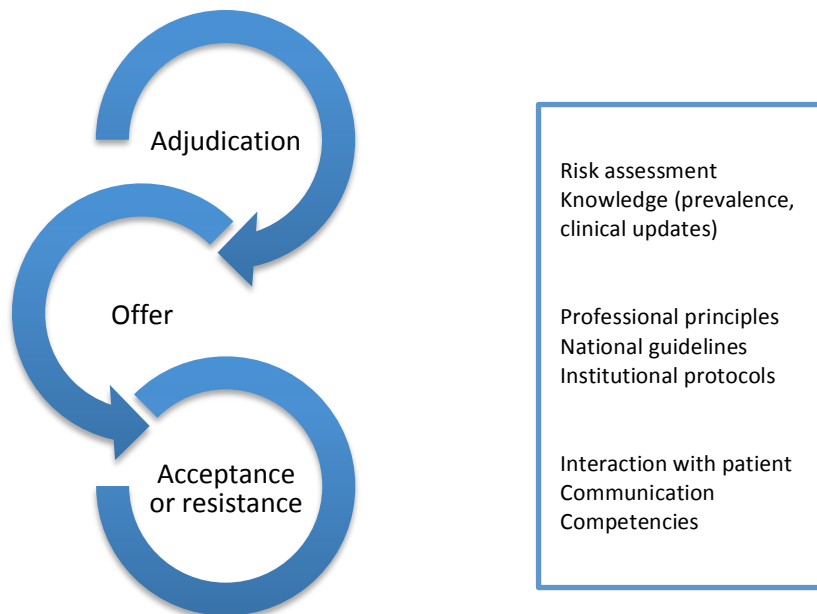 Adjudication
Offer
Acceptance
or resistance
Risk assessment
Knowledge (prevalence,
clinical updates)
Professional principles
National guidelines
Institutional protocols
Interaction with patient
Communication
Competencies